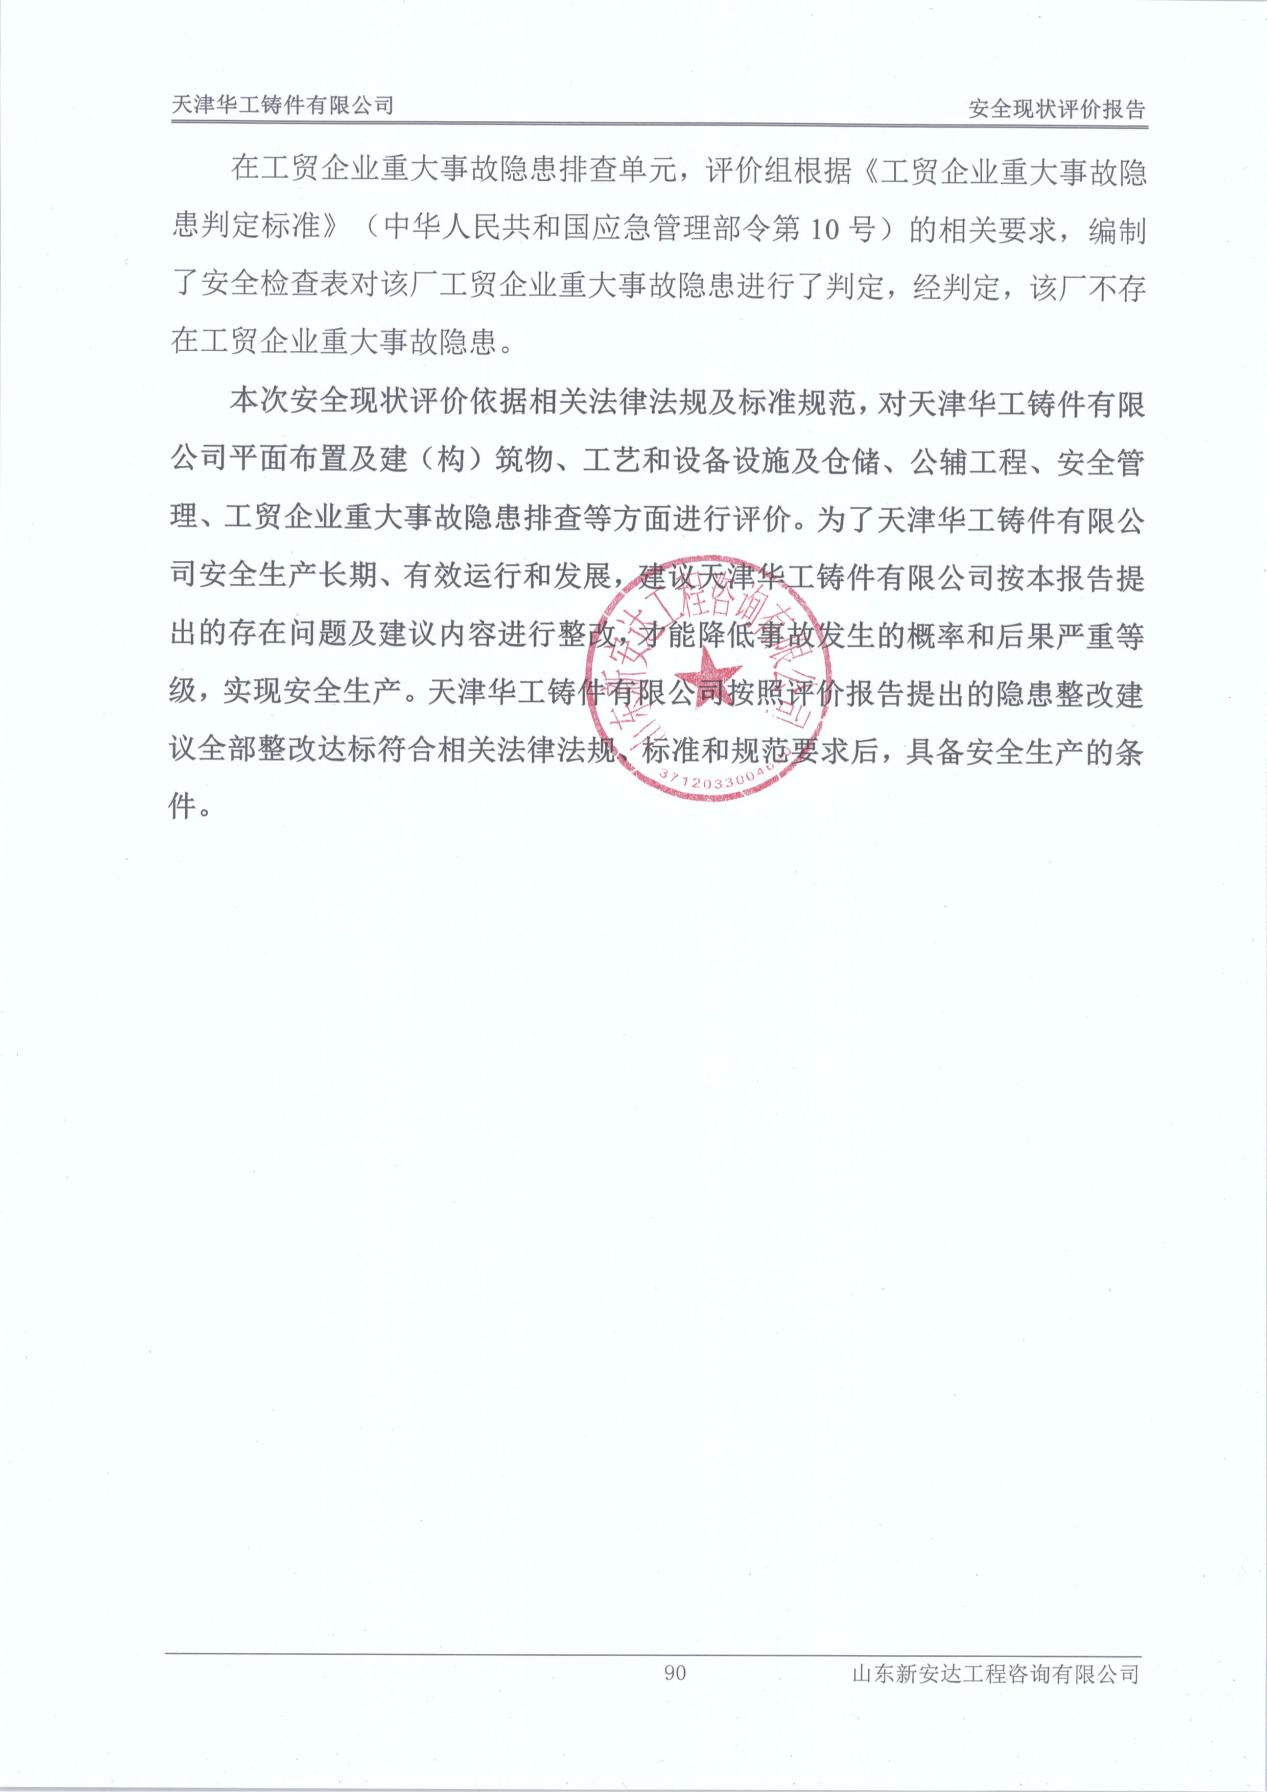 天津华工铸件有限公司
安全现状评价报告
在工贸企业重大事故隐患排查单元，评价组根据《工贸企业重大事故隐
患判定标准》（中华人民共和国应急管理部令第 10 号）的相关要求，编制
了安全检查表对该厂工贸企业重大事故隐患进行了判定，经判定，该厂不存
在工贸企业重大事故隐患。
本次安全现状评价依据相关法律法规及标准规范，对天津华工铸件有限
公司平面布置及建（构）筑物、工艺和设备设施及仓储、公辅工程、安全管
理、工贸企业重大事故隐患排查等方面进行评价。为了天津华工铸件有限公
司安全生产长期、有效运行和发展，建议天津华工铸件有限公司按本报告提
出的存在问题及建议内容进行整改，才能降低事故发生的概率和后果严重等
级，实现安全生产。天津华工铸件有限公司按照评价报告提出的隐患整改建
议全部整改达标符合相关法律法规、标准和规范要求后，具备安全生产的条
件。
山东新安达工程咨询有限公司
90
山东新安达工程咨询有限公司